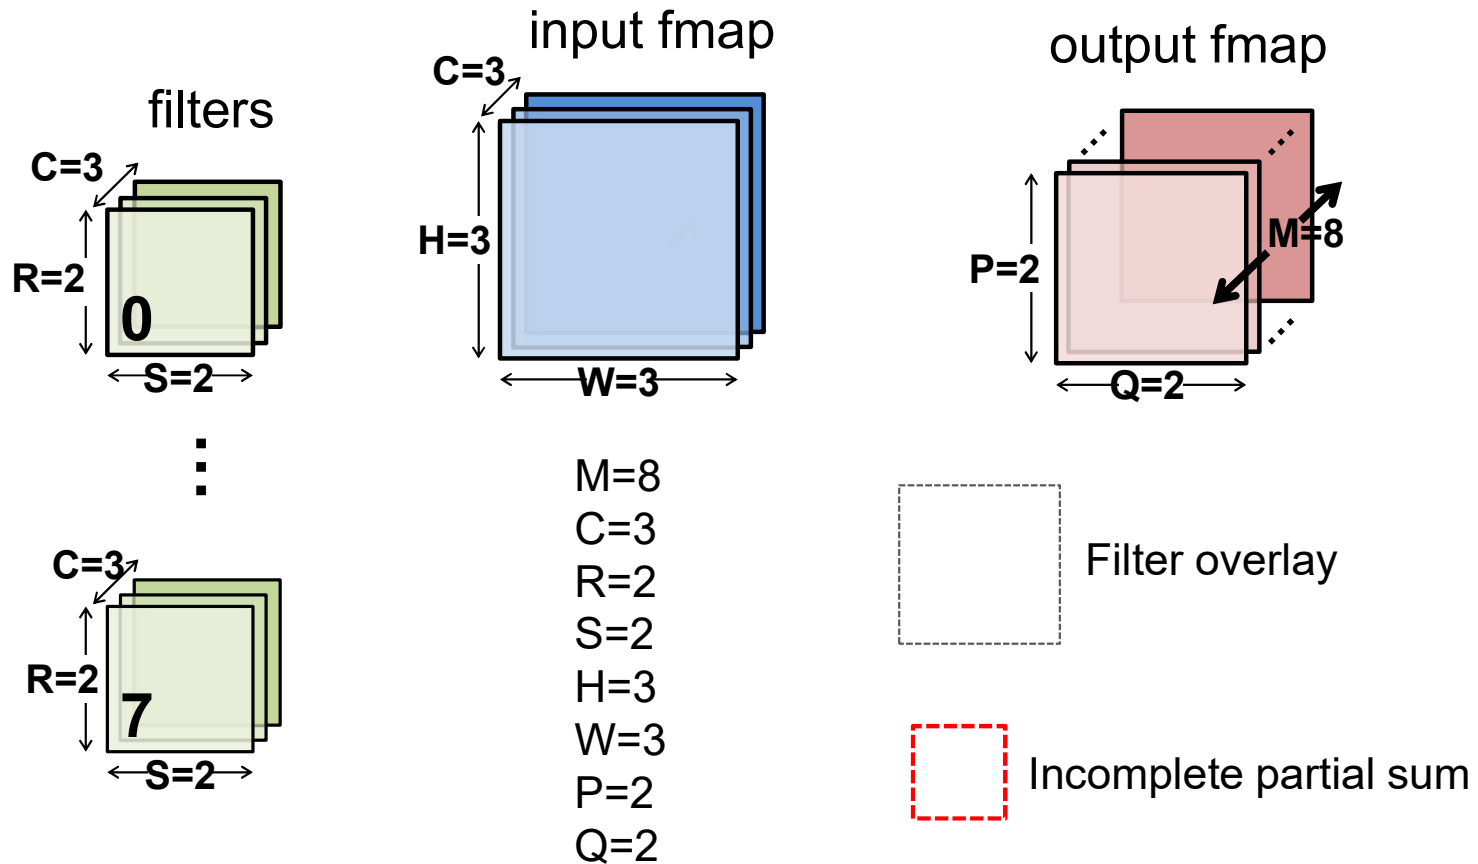 filters
C=3
R=2
0
S=2
C=3
R=2
7
S=2
input fmap
C=3
H=3
W=3
output fmap
P=2
M=8
Q=2
M=8
C=3
R=2
S=2
H=3
W=3
P=2
Q=2
Filter overlay
Incomplete partial sum